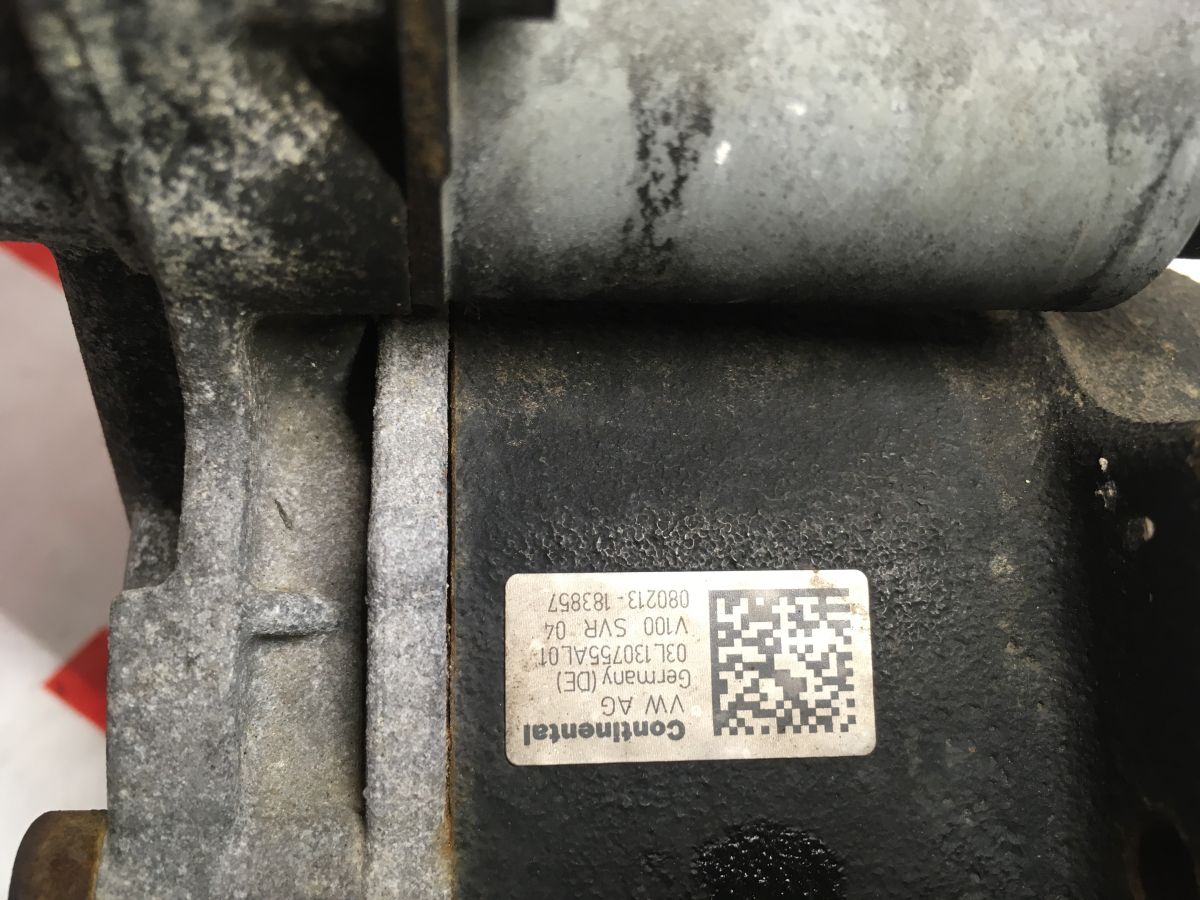 Continental
VW AG
Germany (DE)
03L130755AL01
V100 SVR 04
080213-183857